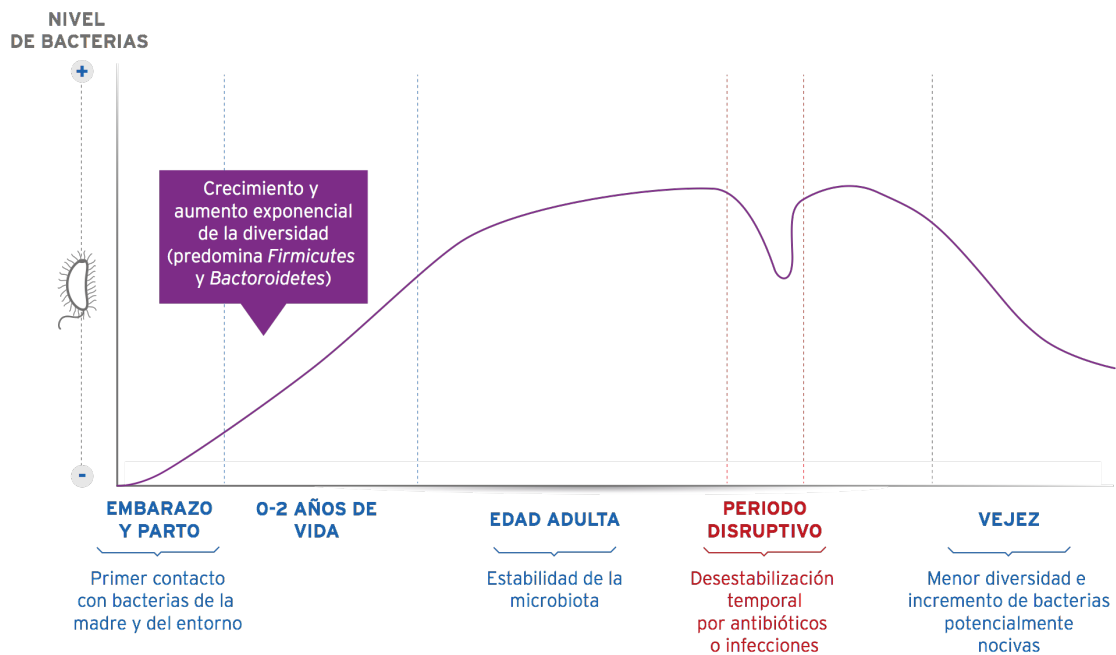 NIVEL
DE BACTERIAS
+
Crecimiento y
aumento exponencial
de la diversidad
(predomina Firmicutes
y Bactoroidetes)
-
EMBARAZO
Y PARTO
Primer contacto
con bacterias de la
madre y del entorno
0-2 AÑOS DE
VIDA
EDAD ADULTA
Estabilidad de la
microbiota
PERIODO
DISRUPTIVO
Desestabilización
temporal
por antibióticos
o infecciones
VEJEZ
Menor diversidad e
incremento de bacterias
potencialmente
nocivas